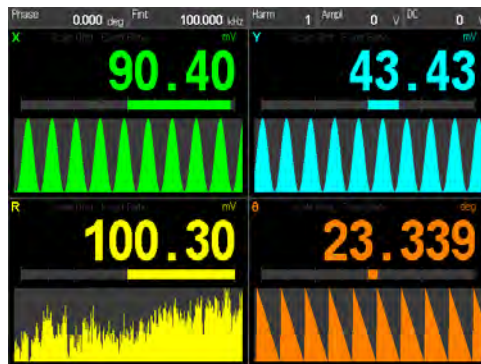 Phase 0.000 deg Fint 100.000 kHz Harm 1 Ampl 0 V DC 0 V
X mV
90.40
Y mV
43.43
R mV
100.30
θ deg
23.339